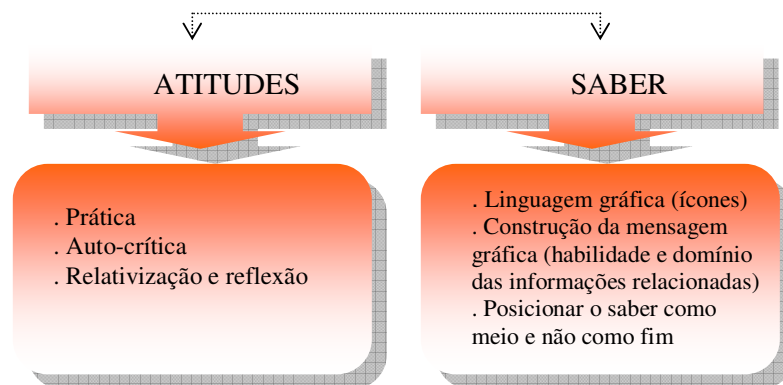 ATITUDES
SABER
. Prática
. Auto-crítica
. Relativização e reflexão
. Linguagem gráfica (ícones)
. Construção da mensagem
gráfica (habilidade e domínio
das informações relacionadas)
. Posicionar o saber como
meio e não como fim